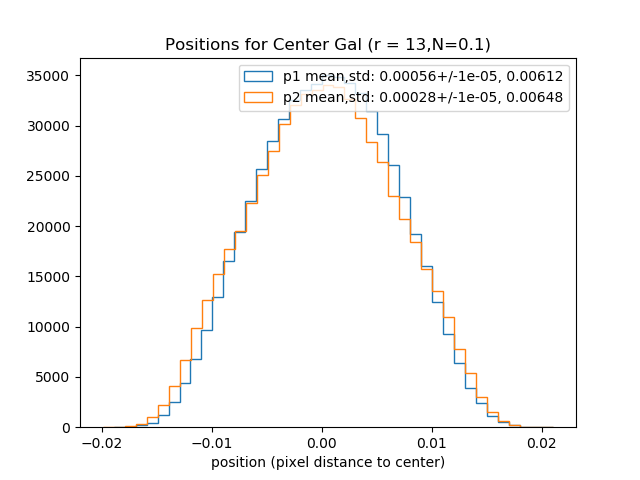 Positions for Center Gal (r = 13,N=0.1)
p1 mean,std: 0.00056+/-1e-05, 0.00612
p2 mean,std: 0.00028+/-1e-05, 0.00648
35000
30000
25000
20000
15000
10000
5000
0
−0.02 −0.01 0.00 0.01 0.02
position (pixel distance to center)